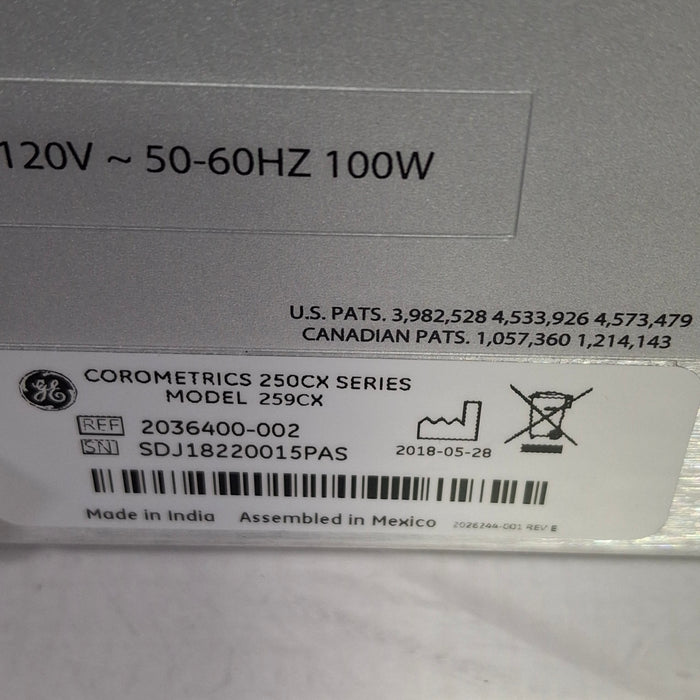 120V ~ 50-60HZ 100W
U.S. PATS. 3,982,528 4,533,926 4,573,479
CANADIAN PATS. 1,057,360 1,214,143
GE
COROMETRICS 250CX SERIES
MODEL 259CX
REF 2036400-002
SN SDJ18220015PAS
2018-05-28
Made in India Assembled in Mexico 2026244-001 REV E